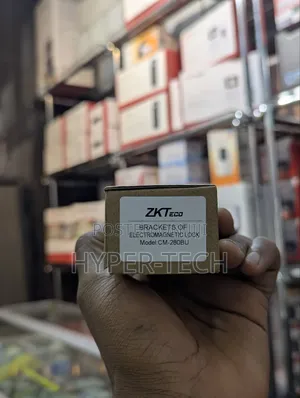 ZKTeco
BRACKETS OF
ELECTROMAGNETIC LOCK
Model:CM-280BU
HYPER-TECH